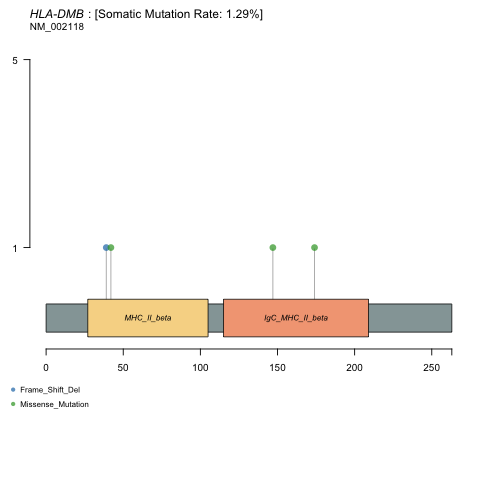 HLA-DMB : [Somatic Mutation Rate: 1.29%]
NM_002118
5
1
MHC_II_beta
IgC_MHC_II_beta
0 50 100 150 200 250
Frame_Shift_Del
Missense_Mutation